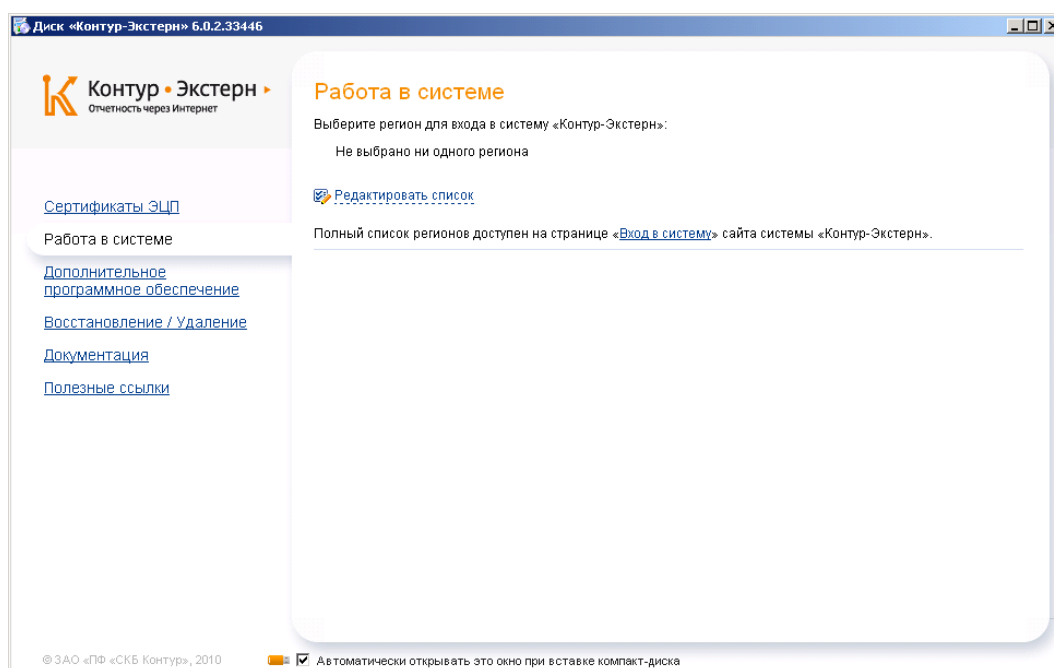 Диск «Контур-Экстерн» 6.0.2.33446
Контур • Экстерн
Отчетность через Интернет
Работа в системе
Выберите регион для входа в систему «Контур-Экстерн»:
Не выбрано ни одного региона
Редактировать список
Полный список регионов доступен на странице «Вход в систему» сайта системы «Контур-Экстерн».
Сертификаты ЭЦП
Работа в системе
Дополнительное
программное обеспечение
Восстановление / Удаление
Документация
Полезные ссылки
© ЗАО «ПФ «СКБ Контур», 2010
Автоматически открывать это окно при вставке компакт-диска